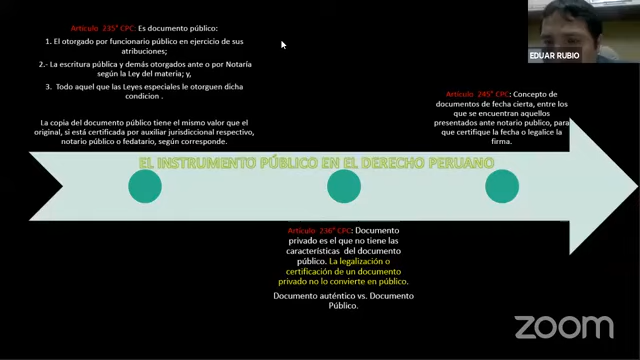 Artículo 235° CPC: Es documento público:
1. El otorgado por funcionario público en ejercicio de sus
atribuciones;
2.- La escritura pública y demás otorgados ante o por Notaría
según la Ley del materia; y,
3. Todo aquel que las Leyes especiales le otorguen dicha
condicion .
La copia del documento público tiene el mismo valor que el
original, si está certificada por auxiliar jurisdiccional respectivo,
notario público o fedatario, según corresponde.
EDUAR RUBIO
Artículo 245° CPC: Concepto de
documentos de fecha cierta, entre los
que se encuentran aquellos
presentados ante notario publico, para
que certifique la fecha o legalice la
firma.
EL INSTRUMENTO PÚBLICO EN EL DERECHO PERUANO
Artículo 236° CPC: Documento
privado es el que no tiene las
características del documento
público. La legalización o
certificación de un documento
privado no lo convierte en público.
Documento auténtico vs. Documento
Público.
zoom